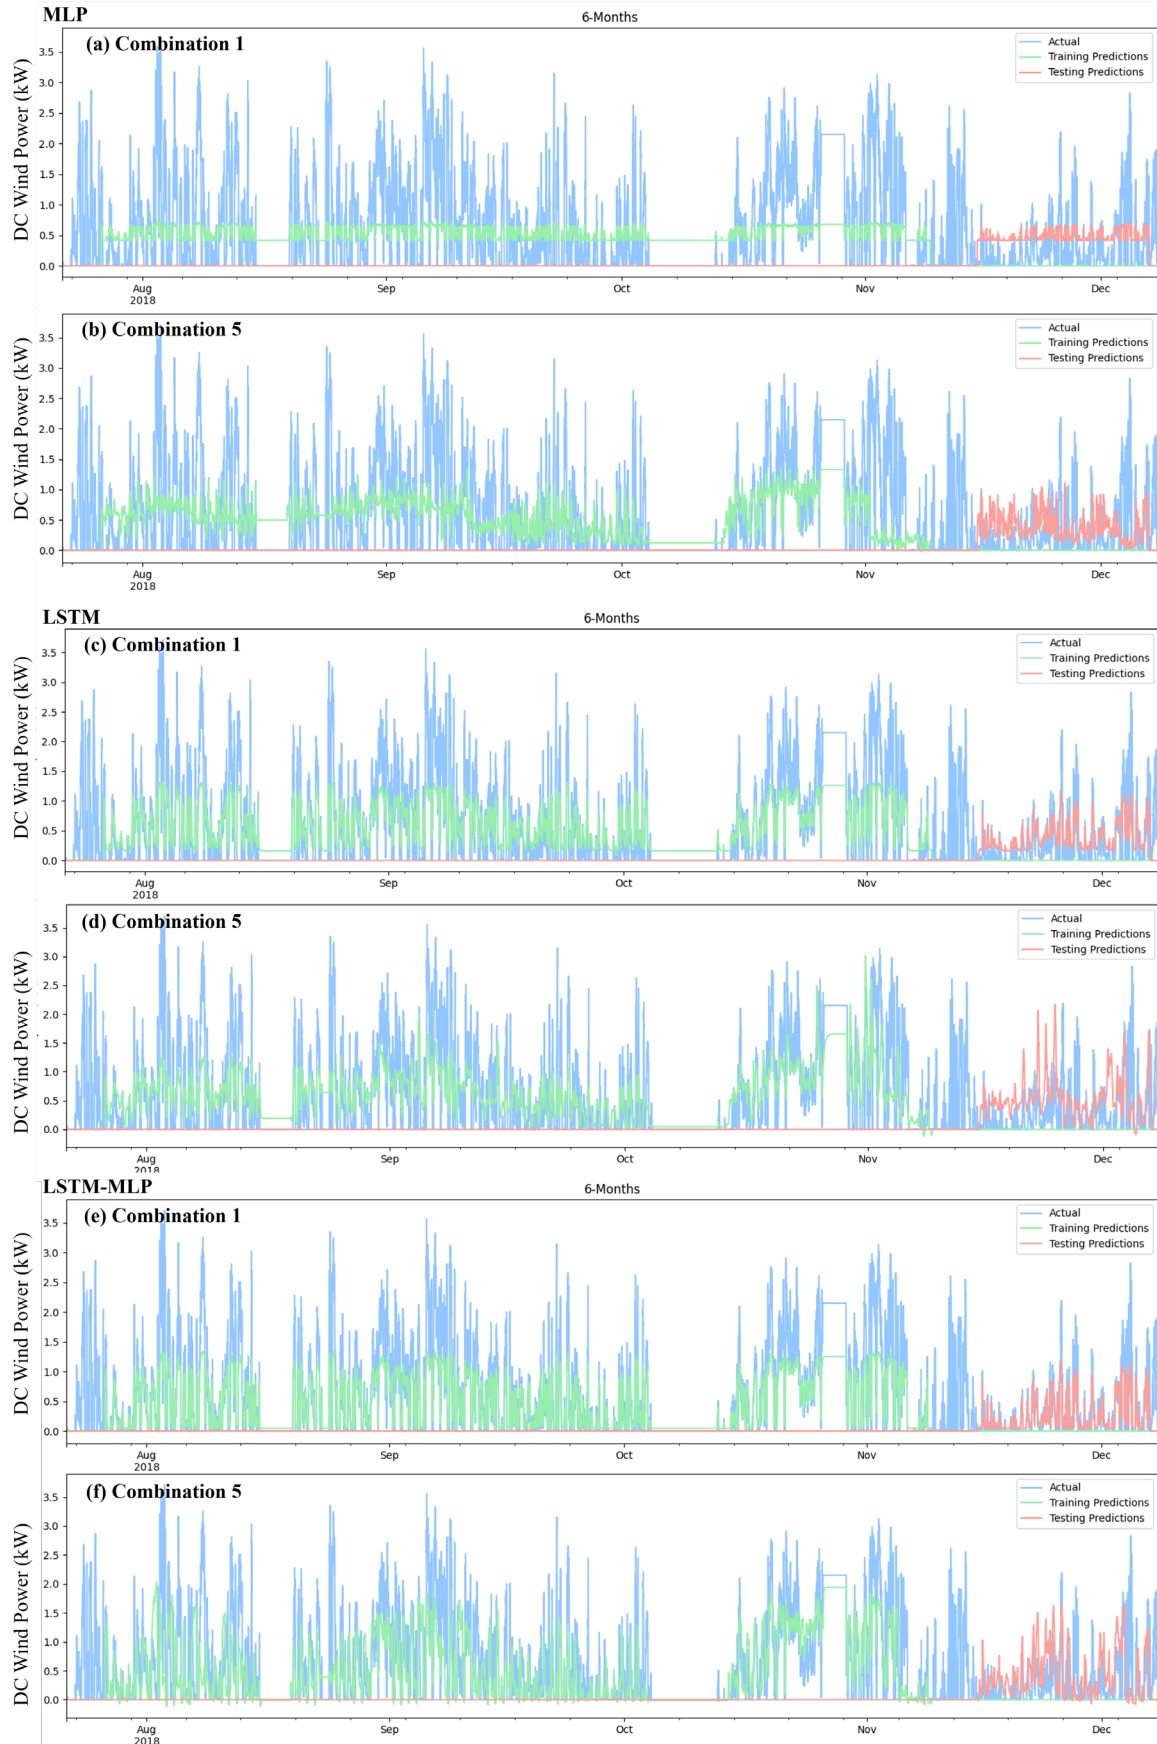 MLP
6-Months
(a) Combination 1
Actual
Training Predictions
Testing Predictions
DC Wind Power (kW)
3.5
3.0
2.5
2.0
1.5
1.0
0.5
0.0
Aug
2018
Sep
Oct
Nov
Dec
(b) Combination 5
Actual
Training Predictions
Testing Predictions
DC Wind Power (kW)
3.5
3.0
2.5
2.0
1.5
1.0
0.5
0.0
Aug
2018
Sep
Oct
Nov
Dec
LSTM
6-Months
(c) Combination 1
Actual
Training Predictions
Testing Predictions
DC Wind Power (kW)
3.5
3.0
2.5
2.0
1.5
1.0
0.5
0.0
Aug
2018
Sep
Oct
Nov
Dec
(d) Combination 5
Actual
Training Predictions
Testing Predictions
DC Wind Power (kW)
3.5
3.0
2.5
2.0
1.5
1.0
0.5
0.0
Aug
2018
Sep
Oct
Nov
Dec
LSTM-MLP
6-Months
(e) Combination 1
Actual
Training Predictions
Testing Predictions
DC Wind Power (kW)
3.5
3.0
2.5
2.0
1.5
1.0
0.5
0.0
Aug
2018
Sep
Oct
Nov
Dec
(f) Combination 5
Actual
Training Predictions
Testing Predictions
DC Wind Power (kW)
3.5
3.0
2.5
2.0
1.5
1.0
0.5
0.0
Aug
2018
Sep
Oct
Nov
Dec